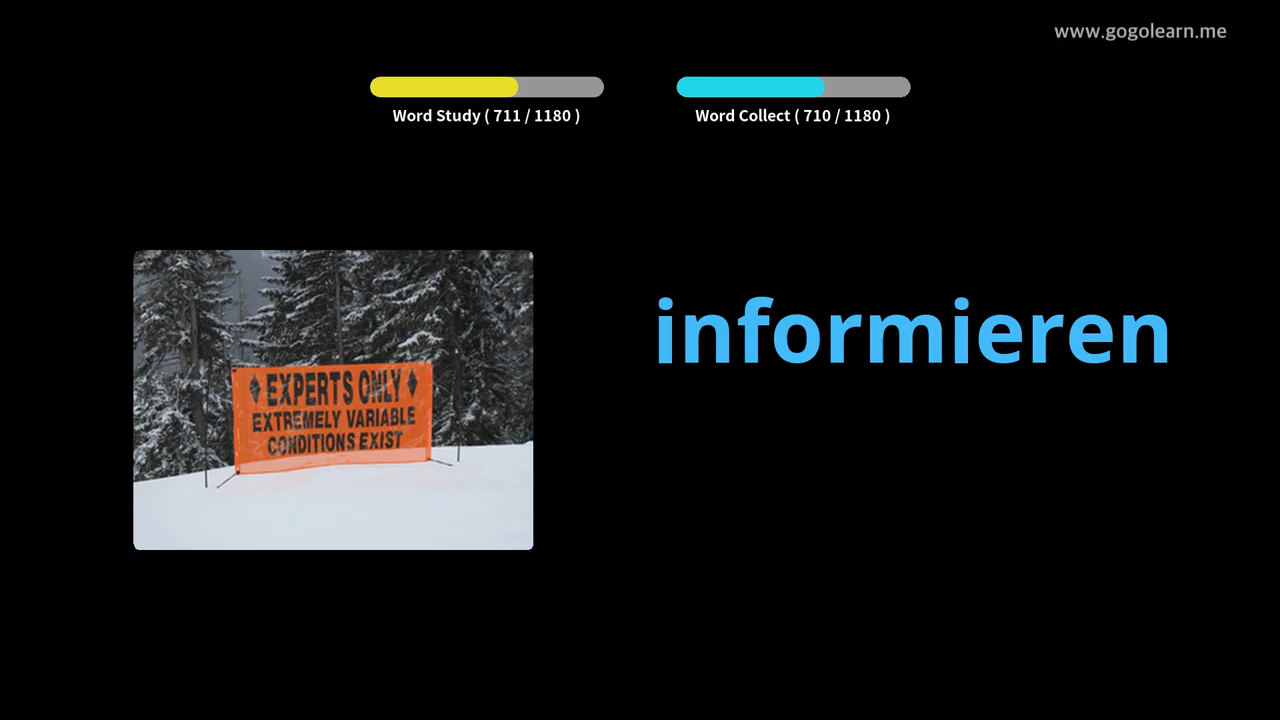 www.gogolearn.me
Word Study ( 711 / 1180 )
Word Collect ( 710 / 1180 )
informieren
EXPERTS ONLY
EXTREMELY VARIABLE
CONDITIONS EXIST